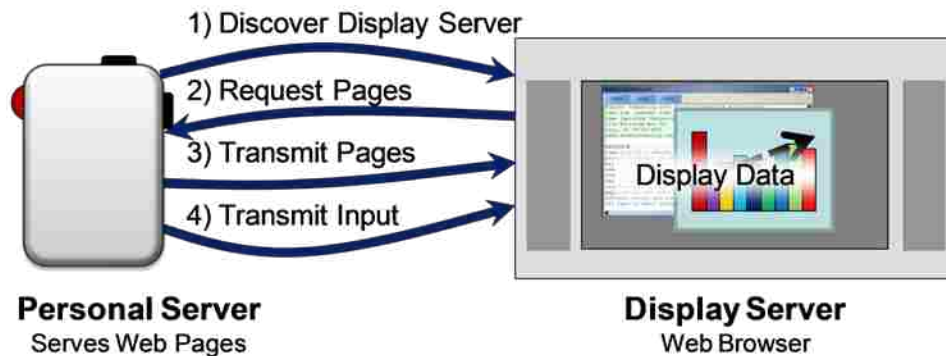 1) Discover Display Server
2) Request Pages
3) Transmit Pages
4) Transmit Input
Display Data
Personal Server
Serves Web Pages
Display Server
Web Browser